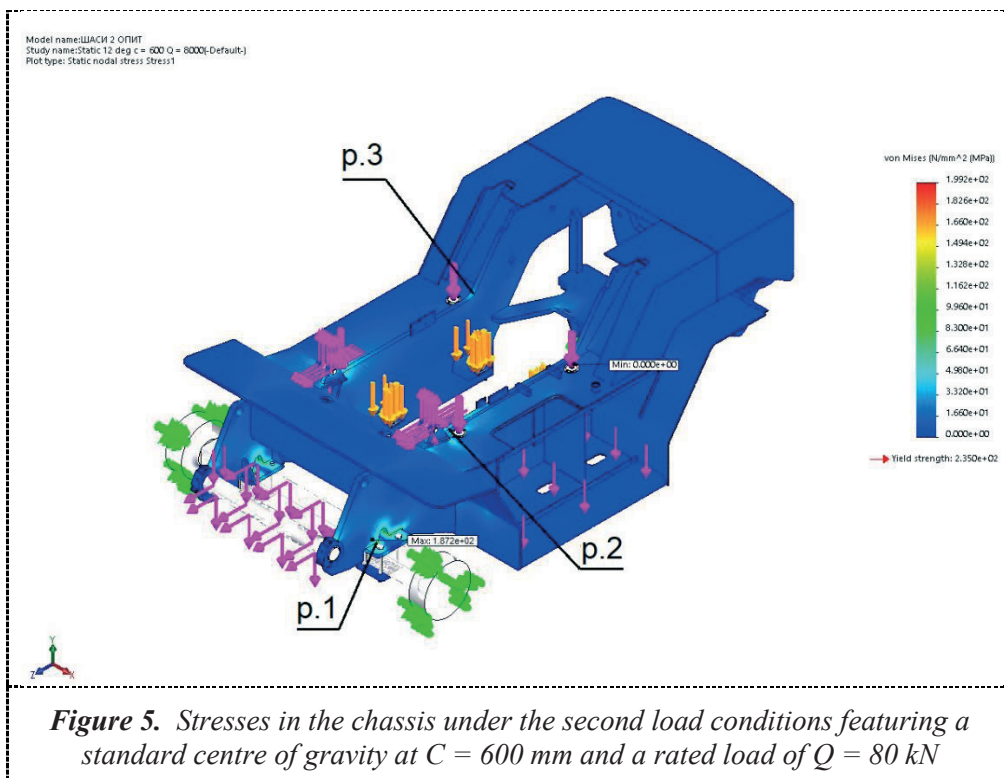 Model name:ШАСИ 2 ОПИТ
Study name:Static 12 deg c = 600 Q = 8000(-Default-)
Plot type: Static nodal stress Stress1
p.3
von Mises (N/mm^2 (MPa))
1.992e+02
1.826e+02
1.660e+02
1.494e+02
1.328e+02
1.162e+02
9.960e+01
8.300e+01
6.640e+01
4.980e+01
3.320e+01
1.660e+01
0.000e+00
Yield strength: 2.350e+02
Min: 0.000e+00
Max: 1.872e+02
p.2
p.1
Y
Z
X
Figure 5. Stresses in the chassis under the second load conditions featuring a
standard centre of gravity at C = 600 mm and a rated load of Q = 80 kN